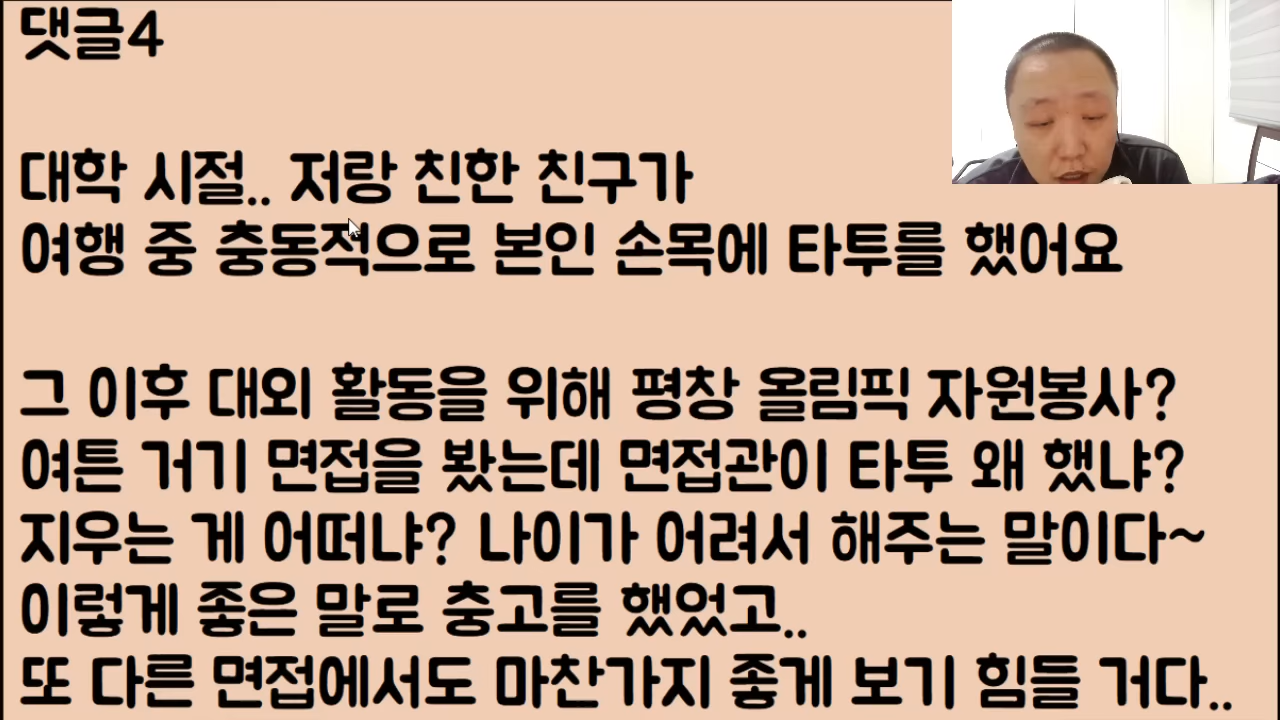 댓글4
대학 시절.. 저랑 친한 친구가
여행 중 충동적으로 본인 손목에 타투를 했어요
그 이후 대외 활동을 위해 평창 올림픽 자원봉사?
여튼 거기 면접을 봤는데 면접관이 타투 왜 했냐?
지우는 게 어떠냐? 나이가 어려서 해주는 말이다~
이렇게 좋은 말로 충고를 했었고..
또 다른 면접에서도 마찬가지 좋게 보기 힘들 거다..